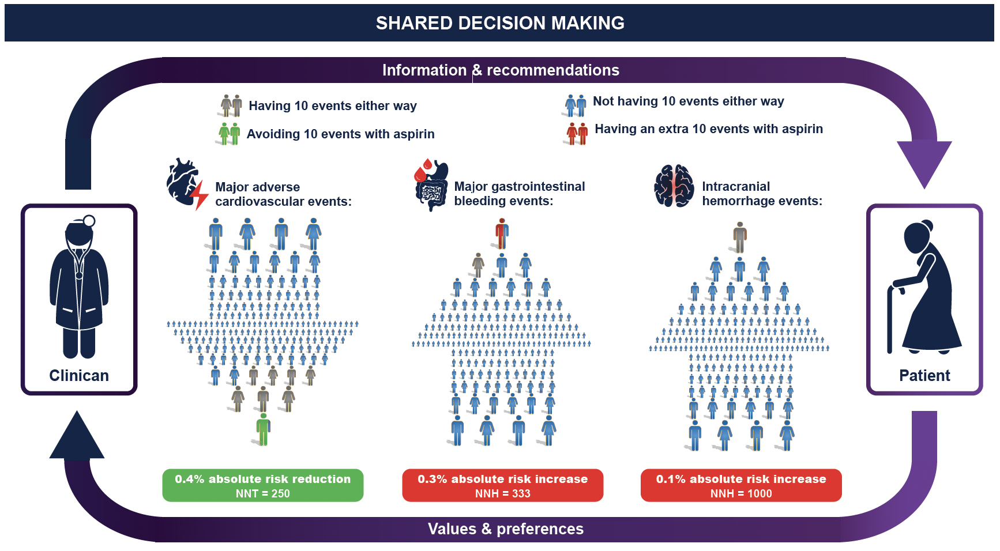 SHARED DECISION MAKING
Information & recommendations
Having 10 events either way
Not having 10 events either way
Avoiding 10 events with aspirin
Having an extra 10 events with aspirin
Major adverse
cardiovascular events:
Major gastrointestinal
bleeding events:
Intracranial
hemorrhage events:
Clinican
Patient
0.4% absolute risk reduction
NNT = 250
0.3% absolute risk increase
NNH = 333
0.1% absolute risk increase
NNH = 1000
Values & preferences